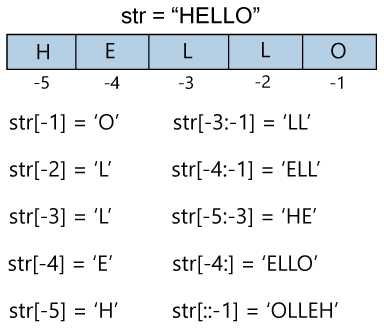 str = “HELLO”
H E L L O
-5 -4 -3 -2 -1
str[-1] = ‘O’ str[-3:-1] = ‘LL’
str[-2] = ‘L’ str[-4:-1] = ‘ELL’
str[-3] = ‘L’ str[-5:-3] = ‘HE’
str[-4] = ‘E’ str[-4:] = ‘ELLO’
str[-5] = ‘H’ str[::-1] = ‘OLLEH’